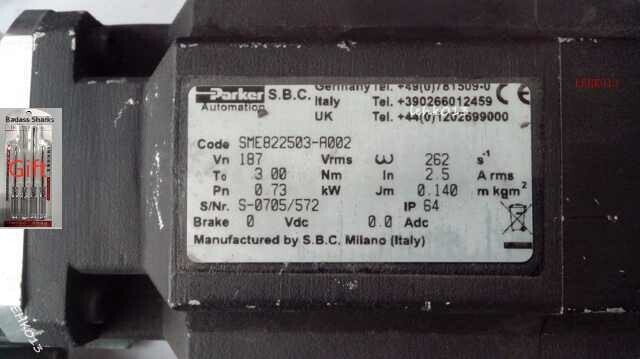 Parker S.B.C.
Automation
Germany Tel. +49(0)781509-0
Italy Tel. +390266012459
UK Tel. +44(0)1202699000
CE
Code SME822503-A002
Vn 187 Vrms ω 262 s⁻¹
To 3.00 Nm In 2.5 A rms
Pn 0.73 kW Jm 0.140 m kgm²
S/Nr. S-0705/572 IP 64
Brake 0 Vdc 0.0 Adc
Manufactured by S.B.C. Milano (Italy)
Badass Sharks
Gift
LHK013